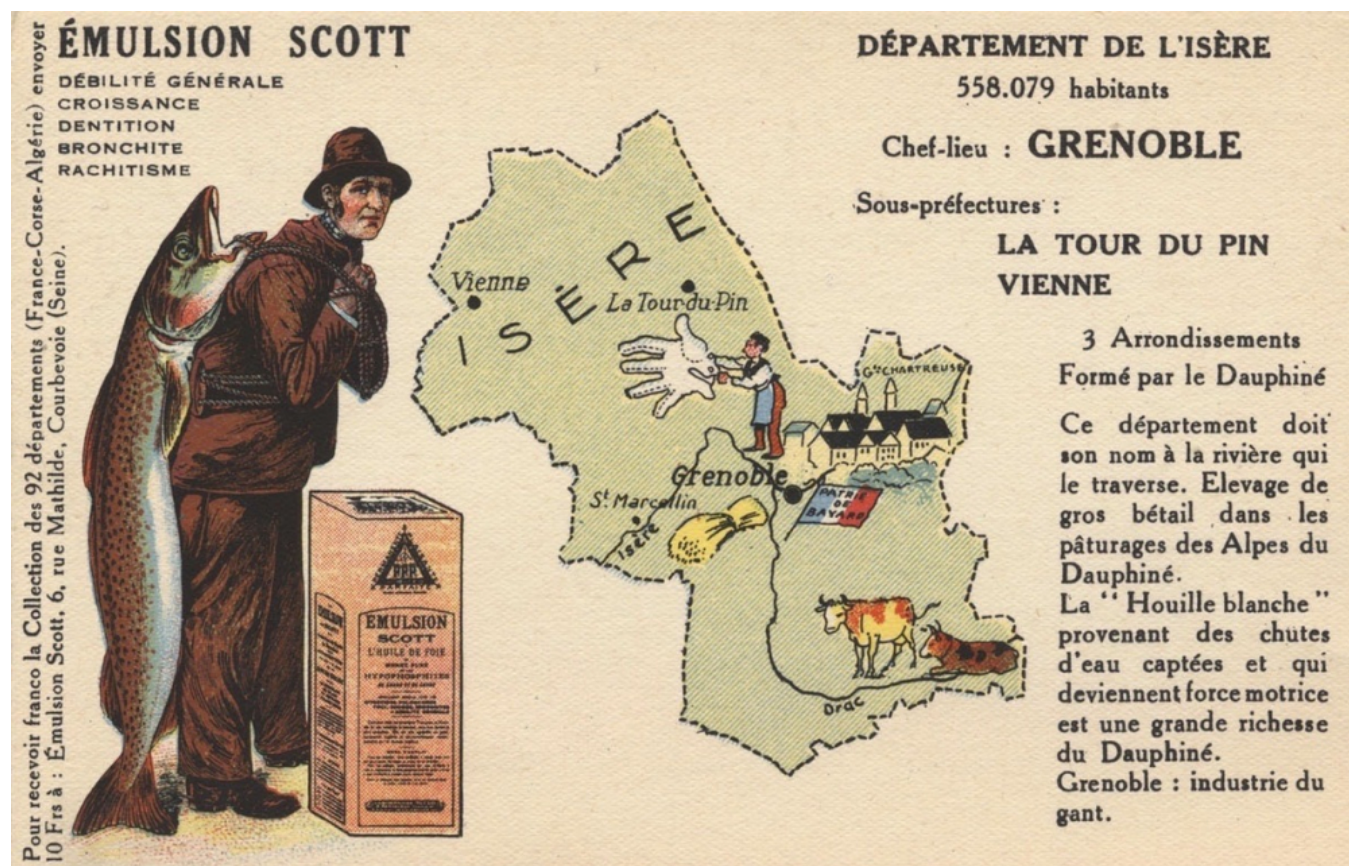 Pour recevoir franco la Collection des 92 départements (France-Corse-Algérie) envoyer
10 Frs à : Émulsion Scott, 6, rue Mathilde, Courbevoie (Seine).
ÉMULSION SCOTT
DÉBILITÉ GÉNÉRALE
CROISSANCE
DENTITION
BRONCHITE
RACHITISME
EMULSION
SCOTT
L'HUILE DE FOIE
HYPOPHOSPHITES
ISÈRE
Vienne
La Tour-du-Pin
Gde CHARTREUSE
Grenoble
PATRIE
DE
BAYARD
St Marcellin
Isère
Drac
DÉPARTEMENT DE L'ISÈRE
558.079 habitants
Chef-lieu : GRENOBLE
Sous-préfectures :
LA TOUR DU PIN
VIENNE
3 Arrondissements
Formé par le Dauphiné
Ce département doit
son nom à la rivière qui
le traverse. Elevage de
gros bétail dans les
pâturages des Alpes du
Dauphiné.
La "Houille blanche"
provenant des chutes
d'eau captées et qui
deviennent force motrice
est une grande richesse
du Dauphiné.
Grenoble : industrie du
gant.